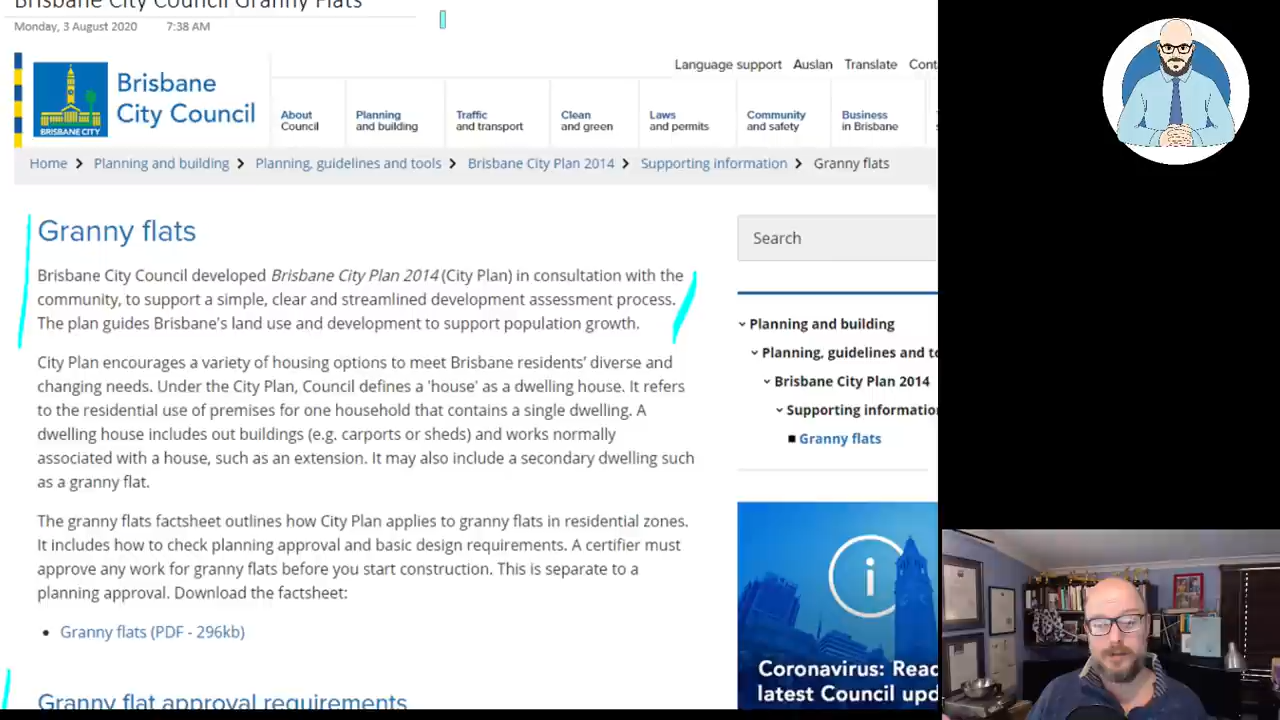 Brisbane City Council Granny Flats
Monday, 3 August 2020 7:38 AM
Language support Auslan Translate Cont
Brisbane
City Council
BRISBANE CITY
About
Council
Planning
and building
Traffic
and transport
Clean
and green
Laws
and permits
Community
and safety
Business
in Brisbane
Home > Planning and building > Planning, guidelines and tools > Brisbane City Plan 2014 > Supporting information > Granny flats
Granny flats
Brisbane City Council developed Brisbane City Plan 2014 (City Plan) in consultation with the
community, to support a simple, clear and streamlined development assessment process.
The plan guides Brisbane's land use and development to support population growth.
City Plan encourages a variety of housing options to meet Brisbane residents' diverse and
changing needs. Under the City Plan, Council defines a 'house' as a dwelling house. It refers
to the residential use of premises for one household that contains a single dwelling. A
dwelling house includes out buildings (e.g. carports or sheds) and works normally
associated with a house, such as an extension. It may also include a secondary dwelling such
as a granny flat.
The granny flats factsheet outlines how City Plan applies to granny flats in residential zones.
It includes how to check planning approval and basic design requirements. A certifier must
approve any work for granny flats before you start construction. This is separate to a
planning approval. Download the factsheet:
• Granny flats (PDF - 296kb)
Granny flat approval requirements
Search
Planning and building
Planning, guidelines and to
Brisbane City Plan 2014
Supporting informatio
Granny flats
Coronavirus: Read
latest Council upd